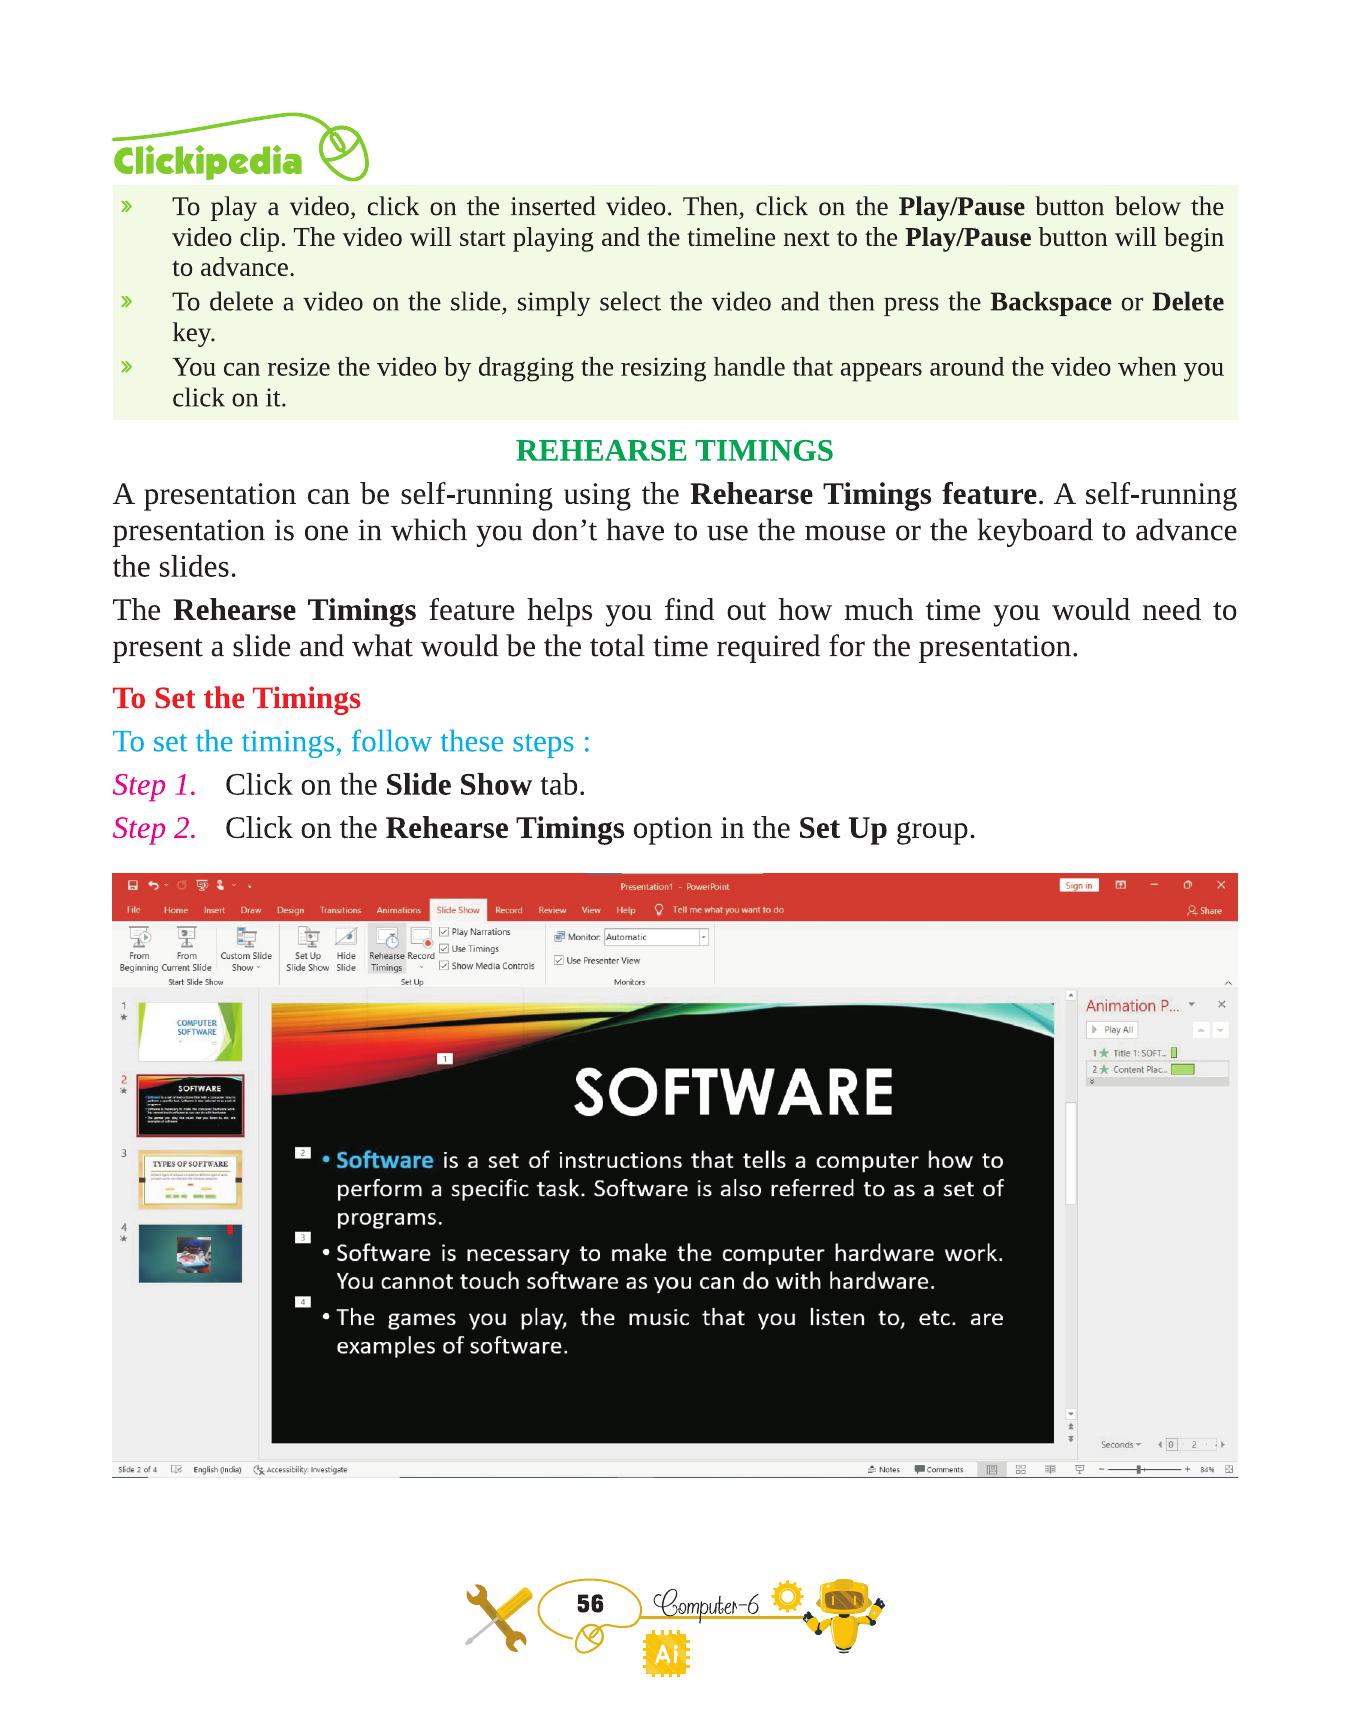 Clickipedia
» To play a video, click on the inserted video. Then, click on the Play/Pause button below the
video clip. The video will start playing and the timeline next to the Play/Pause button will begin
to advance.
» To delete a video on the slide, simply select the video and then press the Backspace or Delete
key.
» You can resize the video by dragging the resizing handle that appears around the video when you
click on it.
REHEARSE TIMINGS
A presentation can be self-running using the Rehearse Timings feature. A self-running
presentation is one in which you don’t have to use the mouse or the keyboard to advance
the slides.
The Rehearse Timings feature helps you find out how much time you would need to
present a slide and what would be the total time required for the presentation.
To Set the Timings
To set the timings, follow these steps :
Step 1. Click on the Slide Show tab.
Step 2. Click on the Rehearse Timings option in the Set Up group.
Presentation1 - PowerPoint
Sign in
File Home Insert Draw Design Transitions Animations Slide Show Record Review View Help Tell me what you want to do
Share
From Beginning
From Current Slide
Custom Slide Show
Start Slide Show
Set Up Slide Show
Hide Slide
Rehearse Timings
Record
Play Narrations
Use Timings
Show Media Controls
Set Up
Monitor: Automatic
Use Presenter View
Monitors
1
COMPUTER
SOFTWARE
2
SOFTWARE
3
TYPES OF SOFTWARE
4
1
SOFTWARE
2
• Software is a set of instructions that tells a computer how to
perform a specific task. Software is also referred to as a set of
programs.
3
• Software is necessary to make the computer hardware work.
You cannot touch software as you can do with hardware.
4
• The games you play, the music that you listen to, etc. are
examples of software.
Animation P...
Play All
1 Title 1: SOFT...
2 Content Plac...
Seconds 0 2
Slide 2 of 4 English (India) Accessibility: Investigate
Notes Comments 84%
56 Computer-6
Ai